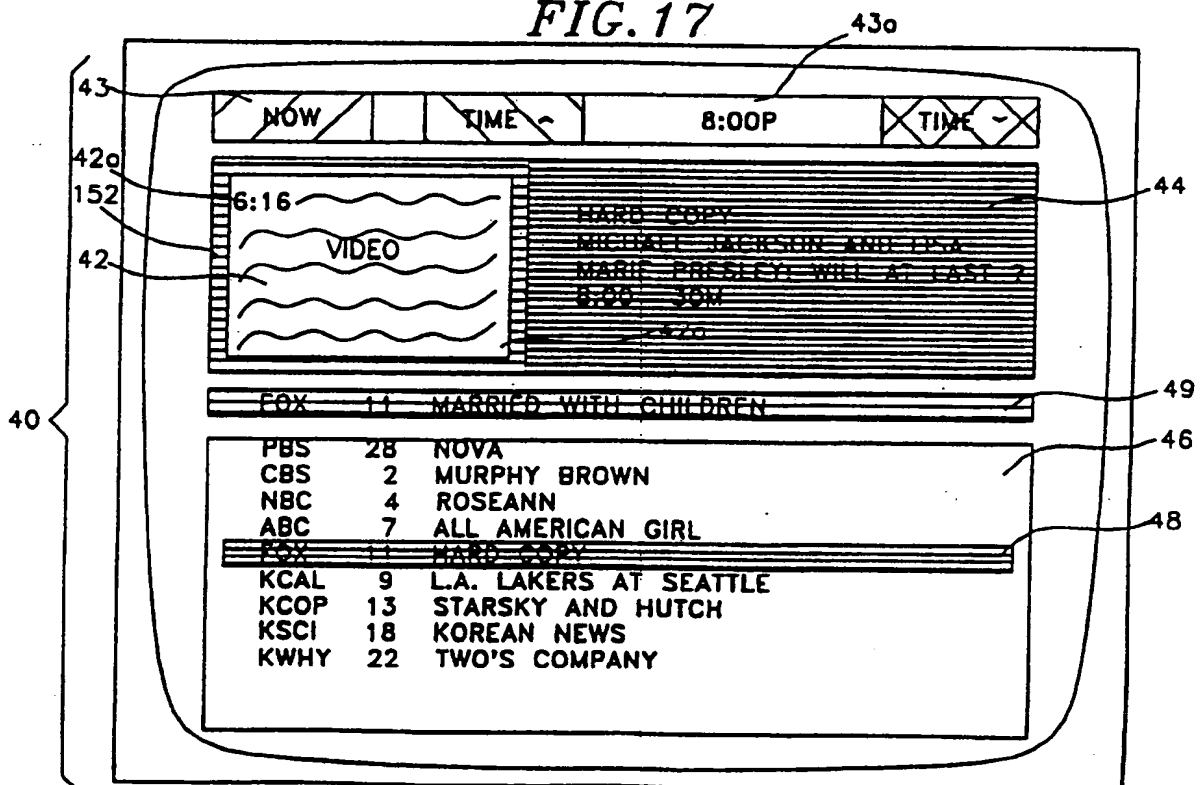 FIG. 17
43a
43
NOW TIME 8:00P TIME
42a
152
42
6:16
VIDEO
HARD COPY
MICHAEL JACKSON AND LISA
MARIE PRESLEY: WILL AT LAST ?
8:00 30M
42a
44
FOX 11 MARRIED WITH CHILDREN
49
40
46
PBS 28 NOVA
CBS 2 MURPHY BROWN
NBC 4 ROSEANN
ABC 7 ALL AMERICAN GIRL
FOX 11 HARD COPY
48
KCAL 9 L.A. LAKERS AT SEATTLE
KCOP 13 STARSKY AND HUTCH
KSCI 18 KOREAN NEWS
KWHY 22 TWO'S COMPANY